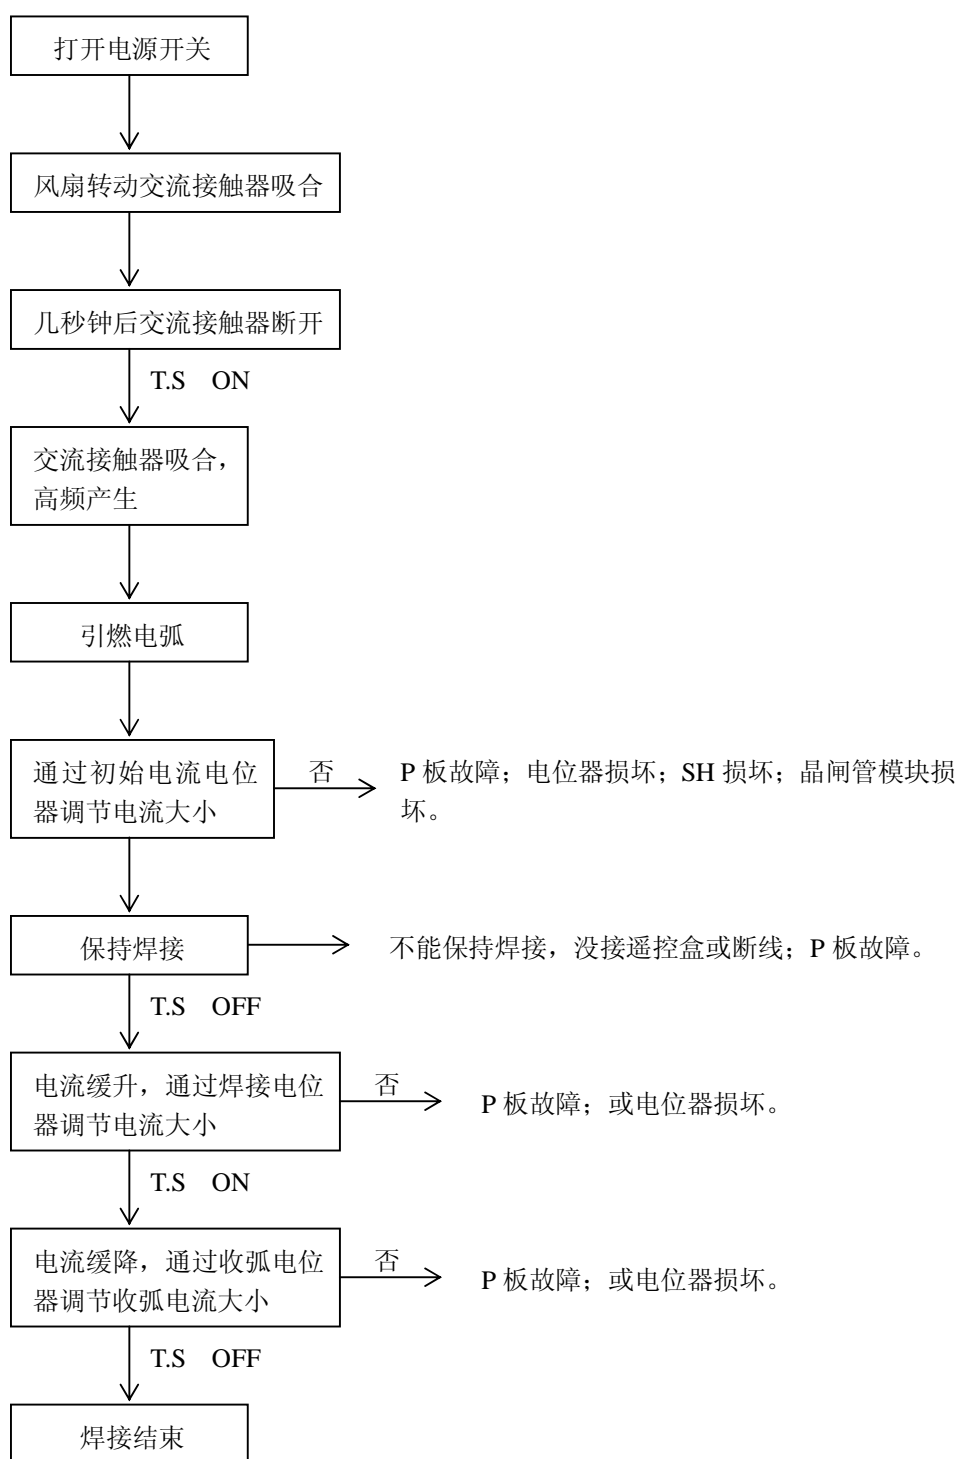 打开电源开关
风扇转动交流接触器吸合
几秒钟后交流接触器断开
T.S ON
交流接触器吸合，
高频产生
引燃电弧
通过初始电流电位
器调节电流大小
否
P 板故障；电位器损坏；SH 损坏；晶闸管模块损
坏。
保持焊接
不能保持焊接，没接遥控盒或断线；P 板故障。
T.S OFF
电流缓升，通过焊接电位
器调节电流大小
否
P 板故障；或电位器损坏。
T.S ON
电流缓降，通过收弧电位
器调节收弧电流大小
否
P 板故障；或电位器损坏。
T.S OFF
焊接结束